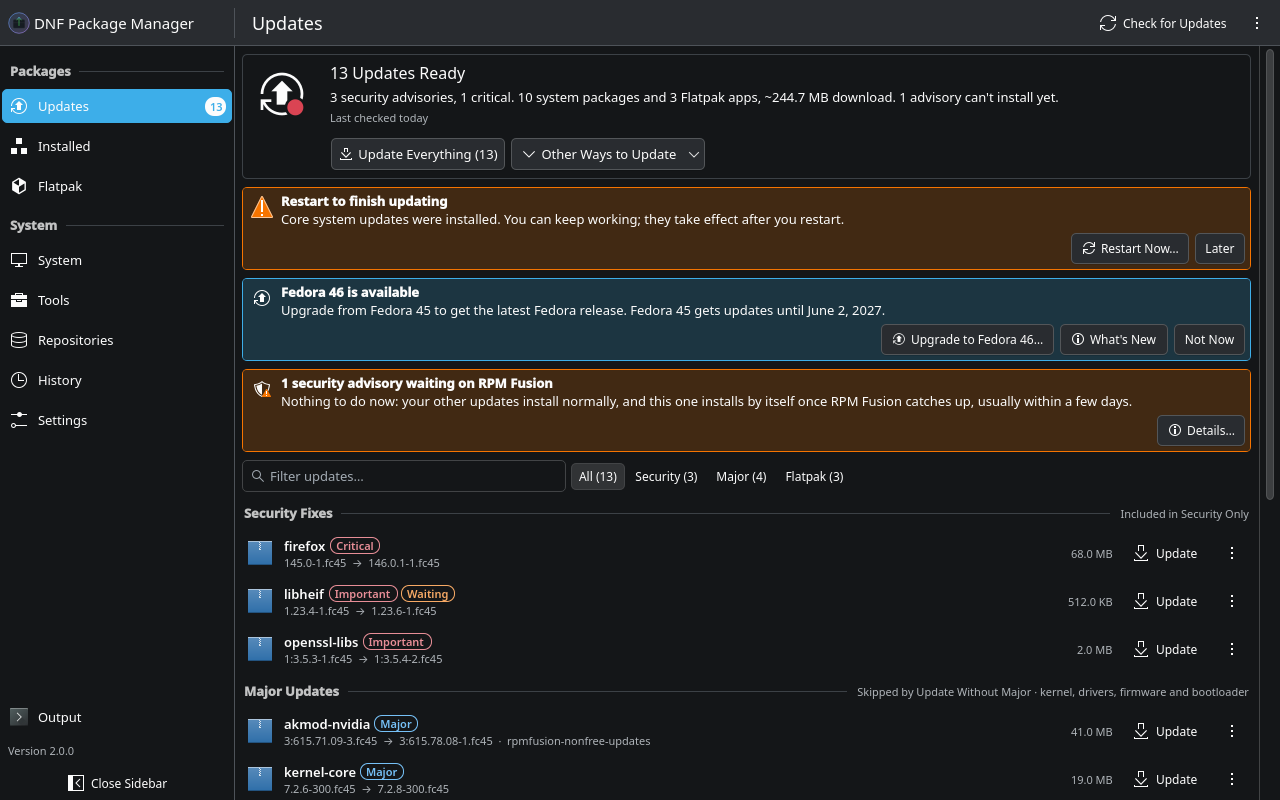 DNF Package Manager
Updates
Check for Updates
Packages
Updates
13
Installed
Flatpak
System
System
Tools
Repositories
History
Settings
Output
Version 2.0.0
Close Sidebar
13 Updates Ready
3 security advisories, 1 critical. 10 system packages and 3 Flatpak apps, ~244.7 MB download. 1 advisory can't install yet.
Last checked today
Update Everything (13)
Other Ways to Update
Restart to finish updating
Core system updates were installed. You can keep working; they take effect after you restart.
Restart Now...
Later
Fedora 46 is available
Upgrade from Fedora 45 to get the latest Fedora release. Fedora 45 gets updates until June 2, 2027.
Upgrade to Fedora 46...
What's New
Not Now
1 security advisory waiting on RPM Fusion
Nothing to do now: your other updates install normally, and this one installs by itself once RPM Fusion catches up, usually within a few days.
Details...
Filter updates...
All (13)
Security (3)
Major (4)
Flatpak (3)
Security Fixes
Included in Security Only
firefox Critical
145.0-1.fc45 → 146.0.1-1.fc45
68.0 MB
Update
libheif Important Waiting
1.23.4-1.fc45 → 1.23.6-1.fc45
512.0 KB
Update
openssl-libs Important
1:3.5.3-1.fc45 → 1:3.5.4-2.fc45
2.0 MB
Update
Major Updates
Skipped by Update Without Major · kernel, drivers, firmware and bootloader
akmod-nvidia Major
3:615.71.09-3.fc45 → 3:615.78.08-1.fc45 · rpmfusion-nonfree-updates
41.0 MB
Update
kernel-core Major
7.2.6-300.fc45 → 7.2.8-300.fc45
19.0 MB
Update